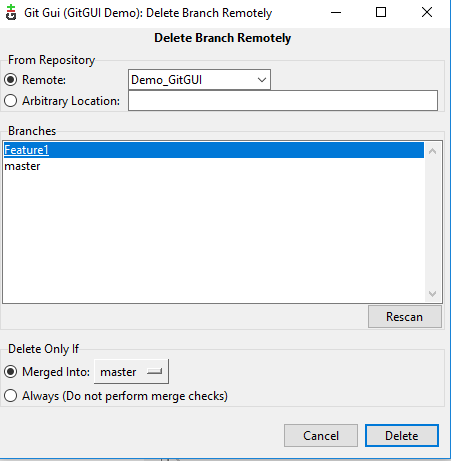 Git Gui (GitGUI Demo): Delete Branch Remotely
Delete Branch Remotely
From Repository
Remote: Demo_GitGUI
Arbitrary Location:
Branches
Feature1
master
Rescan
Delete Only If
Merged Into: master
Always (Do not perform merge checks)
Cancel Delete